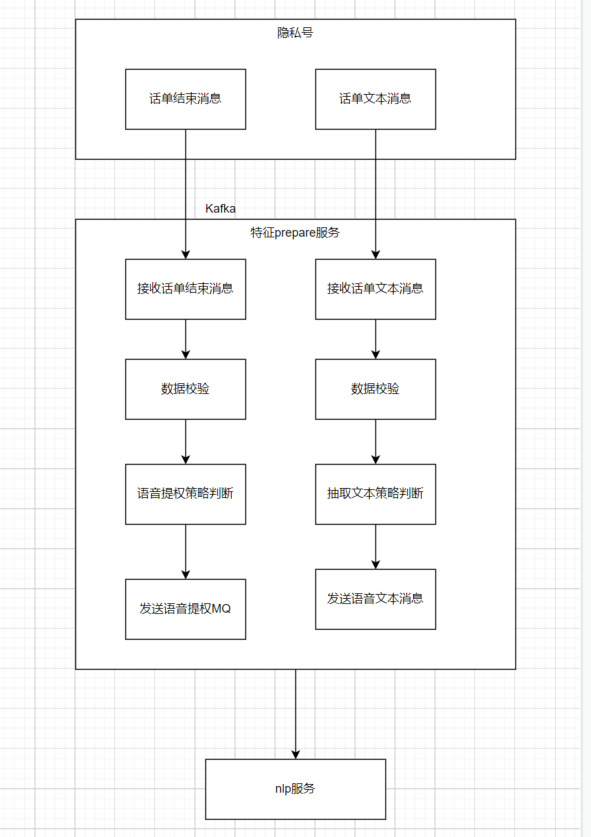 隐私号
话单结束消息
话单文本消息
Kafka
特征prepare服务
接收话单结束消息
接收话单文本消息
数据校验
数据校验
语音提权策略判断
抽取文本策略判断
发送语音提权MQ
发送语音文本消息
nlp服务